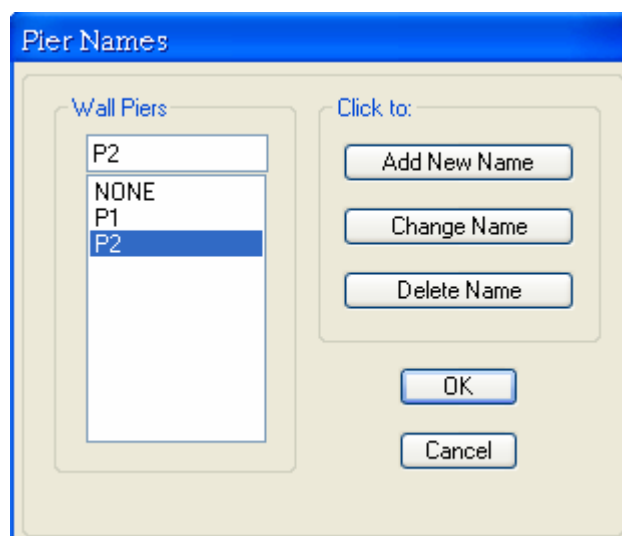 Pier Names
Wall Piers
P2
NONE
P1
P2
Click to:
Add New Name
Change Name
Delete Name
OK
Cancel